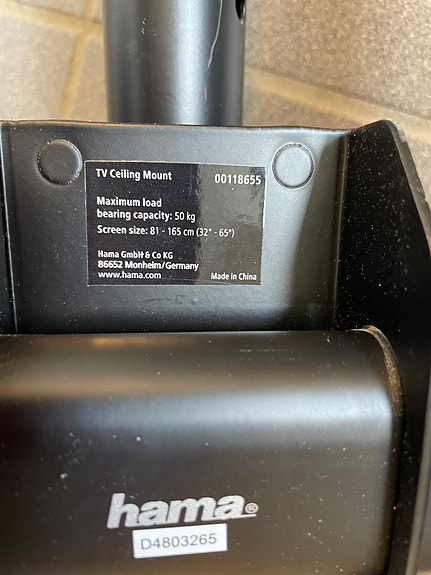 TV Ceiling Mount 00118655
Maximum load
bearing capacity: 50 kg
Screen size: 81 - 165 cm (32" - 65")
Hama GmbH & Co KG
86652 Monheim/Germany
www.hama.com Made in China
hama®
D4803265